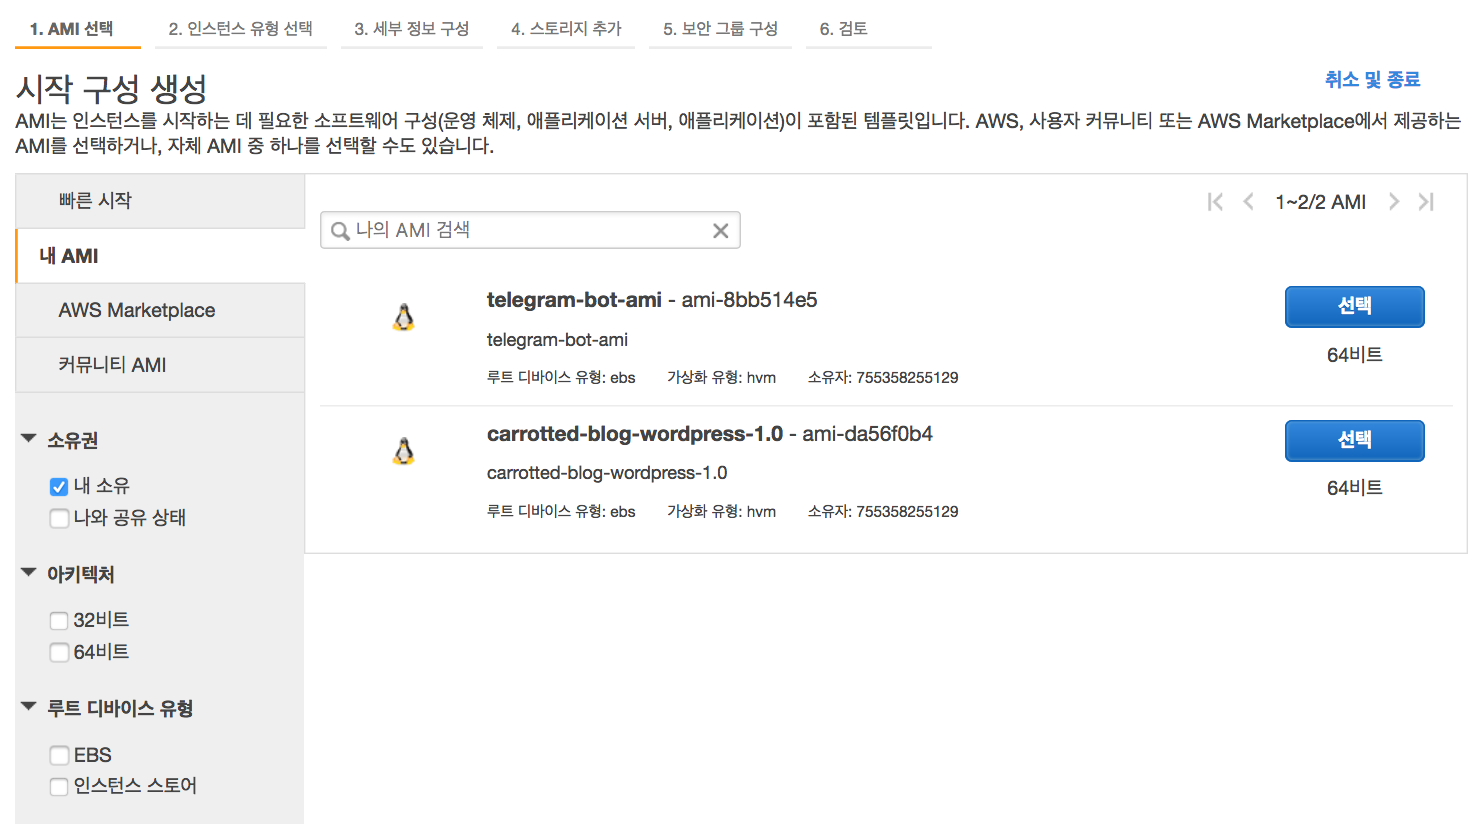 1. AMI 선택 2. 인스턴스 유형 선택 3. 세부 정보 구성 4. 스토리지 추가 5. 보안 그룹 구성 6. 검토
시작 구성 생성
취소 및 종료
AMI는 인스턴스를 시작하는 데 필요한 소프트웨어 구성(운영 체제, 애플리케이션 서버, 애플리케이션)이 포함된 템플릿입니다. AWS, 사용자 커뮤니티 또는 AWS Marketplace에서 제공하는
AMI를 선택하거나, 자체 AMI 중 하나를 선택할 수도 있습니다.
빠른 시작
내 AMI
AWS Marketplace
커뮤니티 AMI
소유권
내 소유
나와 공유 상태
아키텍처
32비트
64비트
루트 디바이스 유형
EBS
인스턴스 스토어
1~2/2 AMI
나의 AMI 검색
telegram-bot-ami - ami-8bb514e5
telegram-bot-ami
루트 디바이스 유형: ebs 가상화 유형: hvm 소유자: 755358255129
선택
64비트
carrotted-blog-wordpress-1.0 - ami-da56f0b4
carrotted-blog-wordpress-1.0
루트 디바이스 유형: ebs 가상화 유형: hvm 소유자: 755358255129
선택
64비트